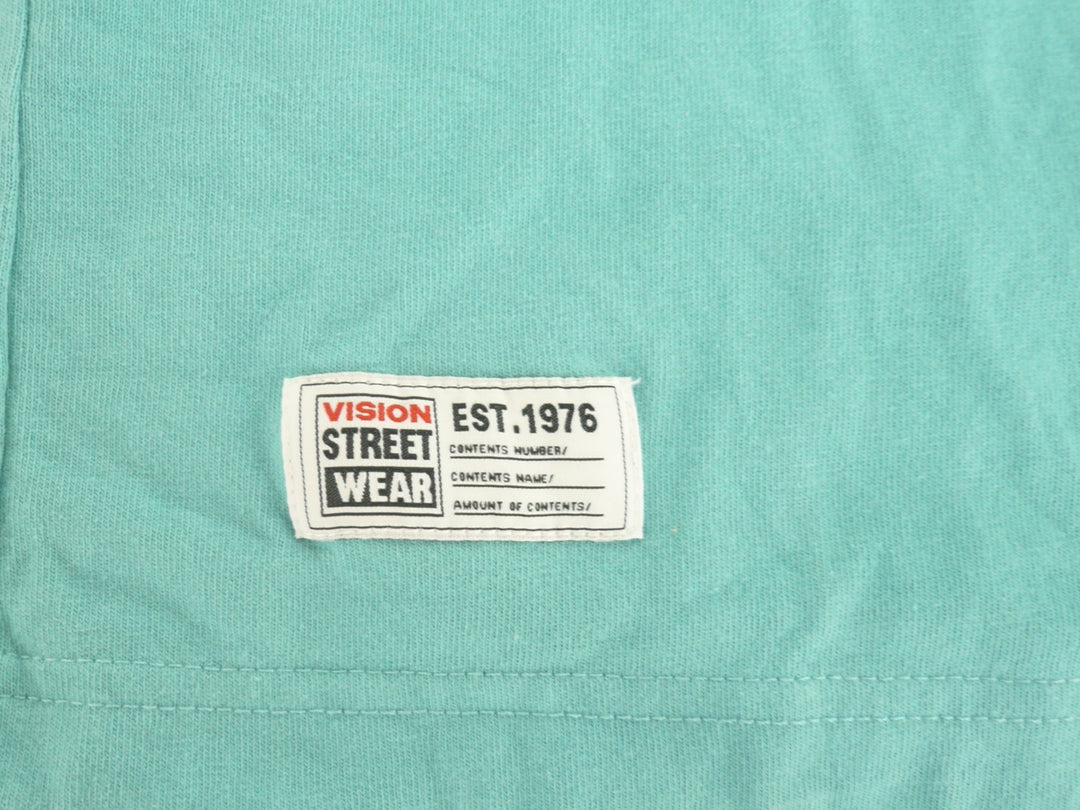 VISION
STREET
WEAR
EST.1976
CONTENTS NUMBER/
CONTENTS NAME/
AMOUNT OF CONTENTS/